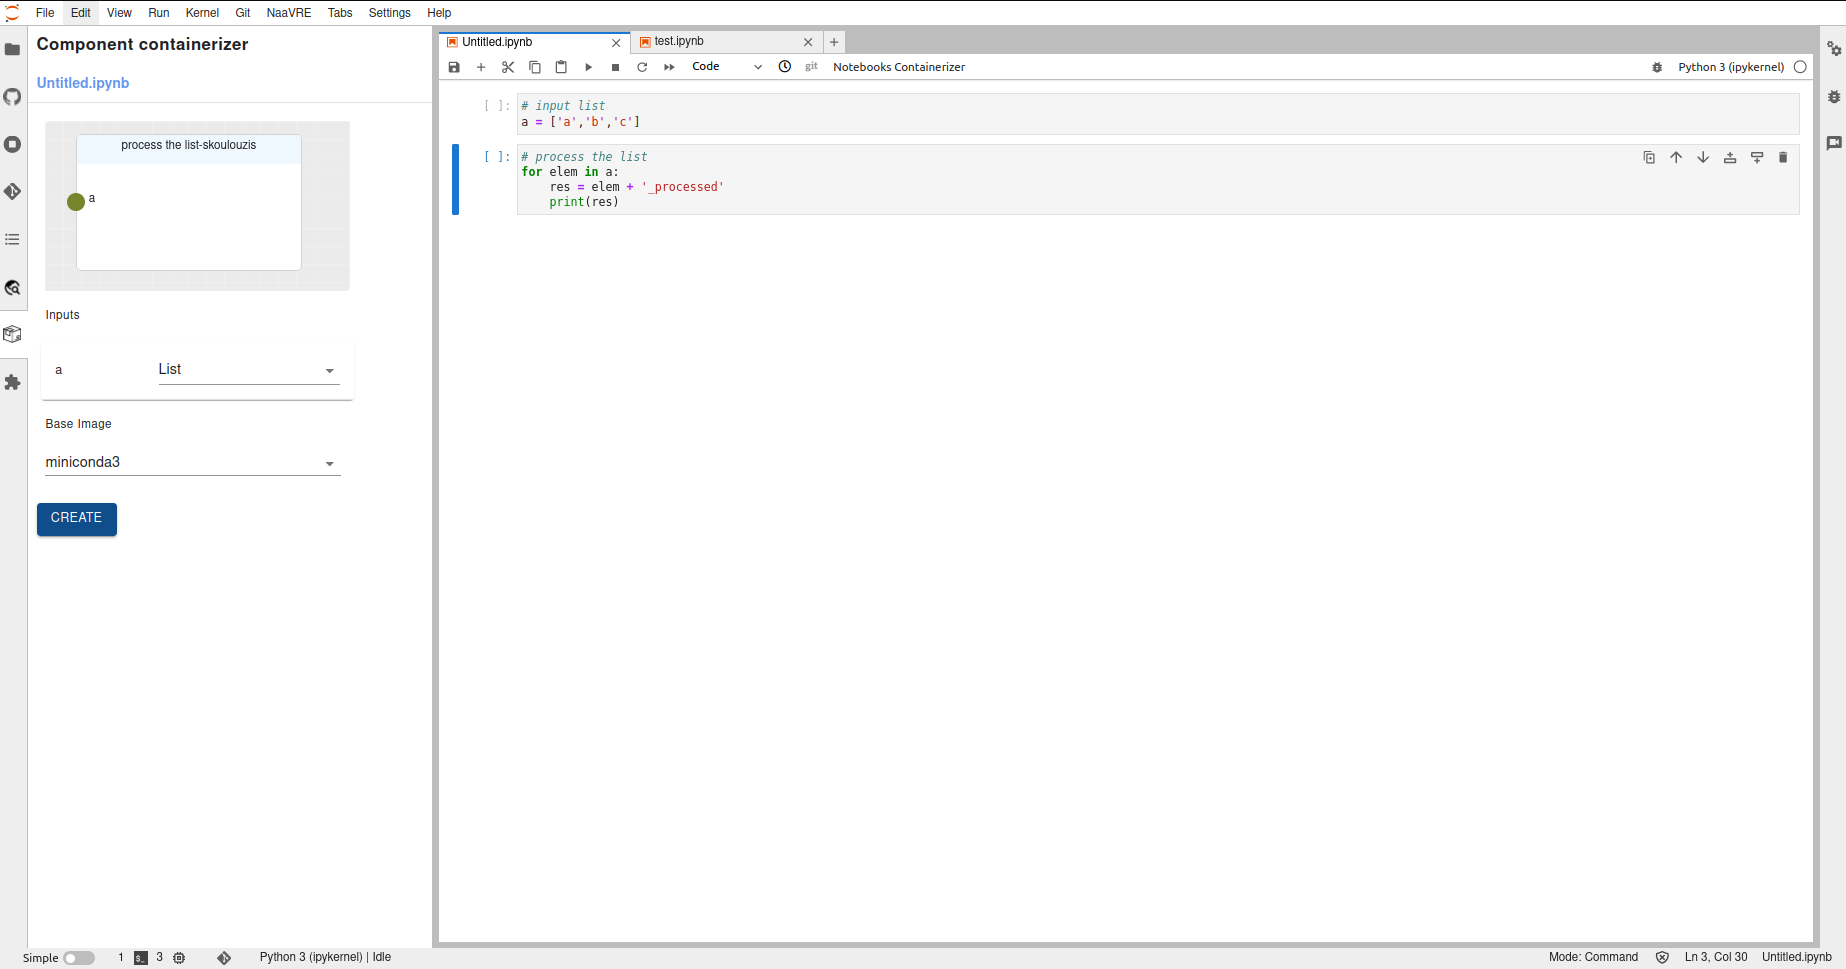 File Edit View Run Kernel Git NaaVRE Tabs Settings Help
Component containerizer
Untitled.ipynb
process the list-skoulouzis
a
Inputs
a List
Base Image
miniconda3
CREATE
Untitled.ipynb test.ipynb
Code git Notebooks Containerizer Python 3 (ipykernel)
[ ]: # input list
a = ['a','b','c']
[ ]: # process the list
for elem in a:
    res = elem + '_processed'
    print(res)
Simple 1 $_ 3 Python 3 (ipykernel) | Idle Mode: Command Ln 3, Col 30 Untitled.ipynb